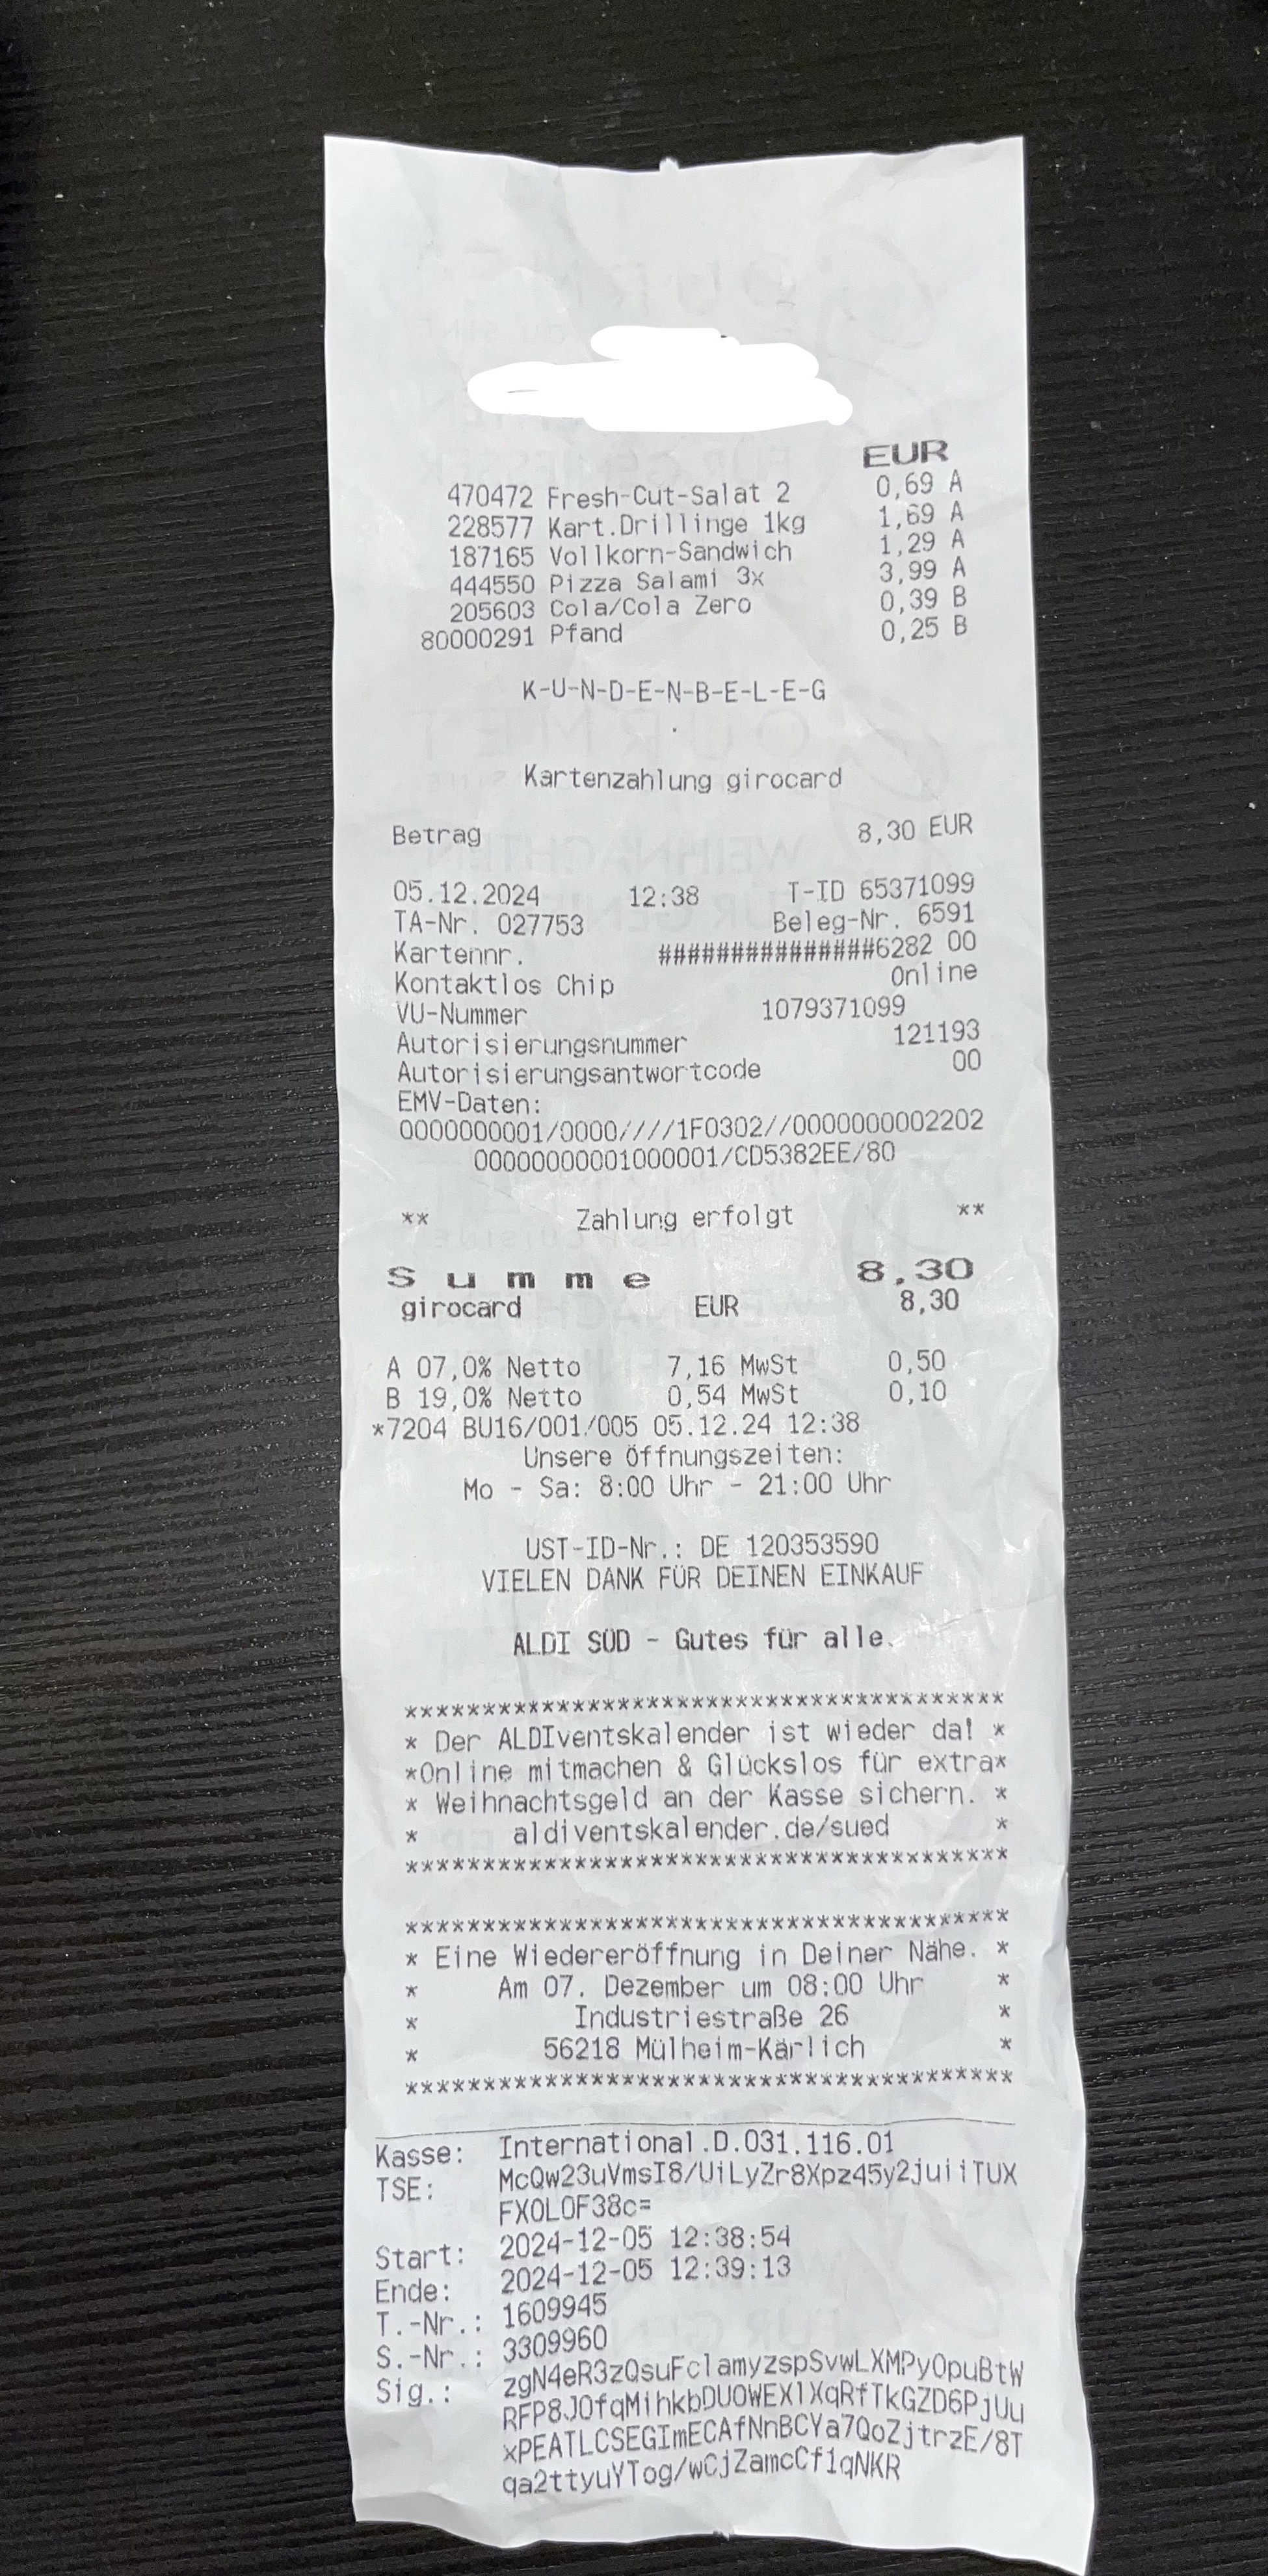 EUR
470472 Fresh-Cut-Salat 2 0,69 A
228577 Kart.Drillinge 1kg 1,69 A
187165 Vollkorn-Sandwich 1,29 A
444550 Pizza Salami 3x 3,99 A
205603 Cola/Cola Zero 0,39 B
80000291 Pfand 0,25 B
K-U-N-D-E-N-B-E-L-E-G
.
Kartenzahlung girocard
Betrag 8,30 EUR
05.12.2024 12:38 T-ID 65371099
TA-Nr. 027753 Beleg-Nr. 6591
Kartennr. ###############6282 00
Kontaktlos Chip Online
VU-Nummer 1079371099
Autorisierungsnummer 121193
Autorisierungsantwortcode 00
EMV-Daten:
0000000001/0000////1F0302//0000000002202
00000000001000001/CD5382EE/80
** Zahlung erfolgt **
Summe 8,30
girocard EUR 8,30
A 07,0% Netto 7,16 MwSt 0,50
B 19,0% Netto 0,54 MwSt 0,10
*7204 BU16/001/005 05.12.24 12:38
Unsere Öffnungszeiten:
Mo - Sa: 8:00 Uhr - 21:00 Uhr
UST-ID-Nr.: DE 120353590
VIELEN DANK FÜR DEINEN EINKAUF
ALDI SÜD - Gutes für alle.
***************************************
* Der ALDIventskalender ist wieder da! *
*Online mitmachen & Glückslos für extra*
* Weihnachtsgeld an der Kasse sichern. *
* aldiventskalender.de/sued *
***************************************
***************************************
* Eine Wiedereröffnung in Deiner Nähe. *
* Am 07. Dezember um 08:00 Uhr *
* Industriestraße 26 *
* 56218 Mülheim-Kärlich *
***************************************
Kasse: International.D.031.116.01
TSE: McQw23uVmsI8/UiLyZr8Xpz45y2juiiTUX
FXOLOF38c=
Start: 2024-12-05 12:38:54
Ende: 2024-12-05 12:39:13
T.-Nr.: 1609945
S.-Nr.: 3309960
Sig.: zgN4eR3zQsuFclamyzspSvwLXMPyOpuBtW
RFP8JOfqMihkbDUOWEXlXqRfTkGZD6PjUu
xPEATLCSEGImECAfNnBCYa7QoZjtrzE/8T
qa2ttyuYTog/wCjZamcCf1qNKR